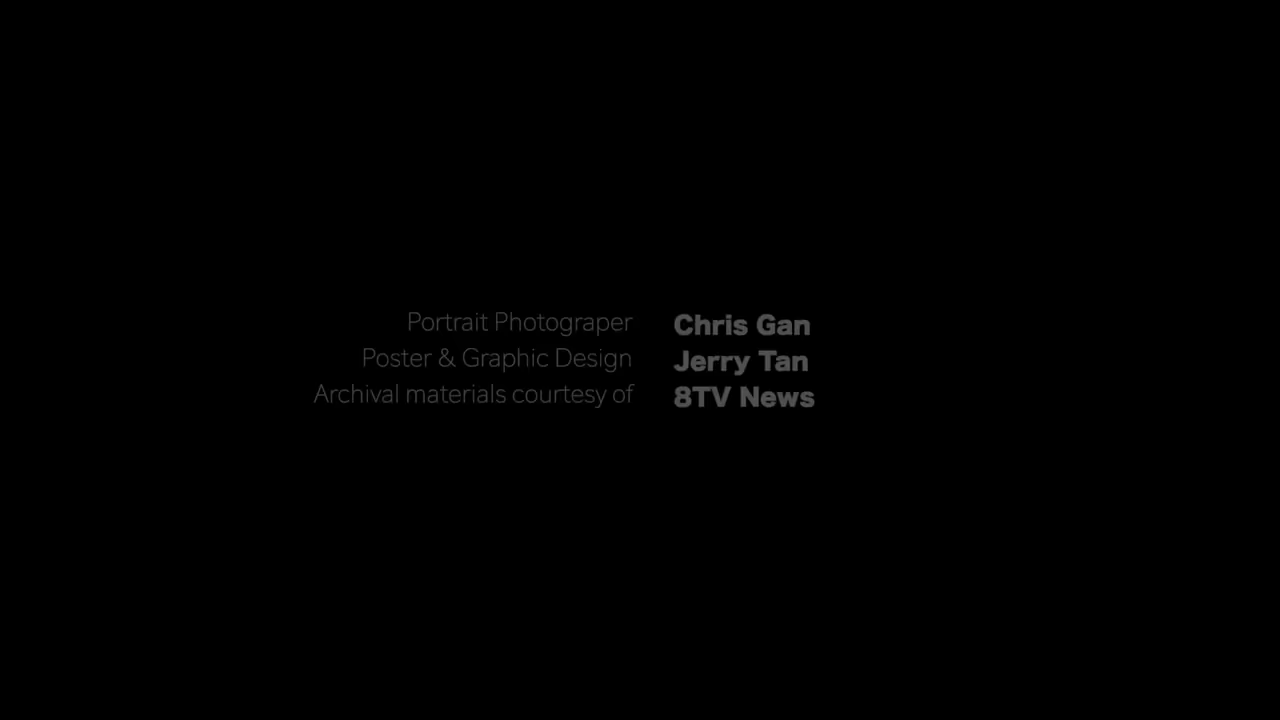 Portrait Photograper Chris Gan
Poster & Graphic Design Jerry Tan
Archival materials courtesy of 8TV News